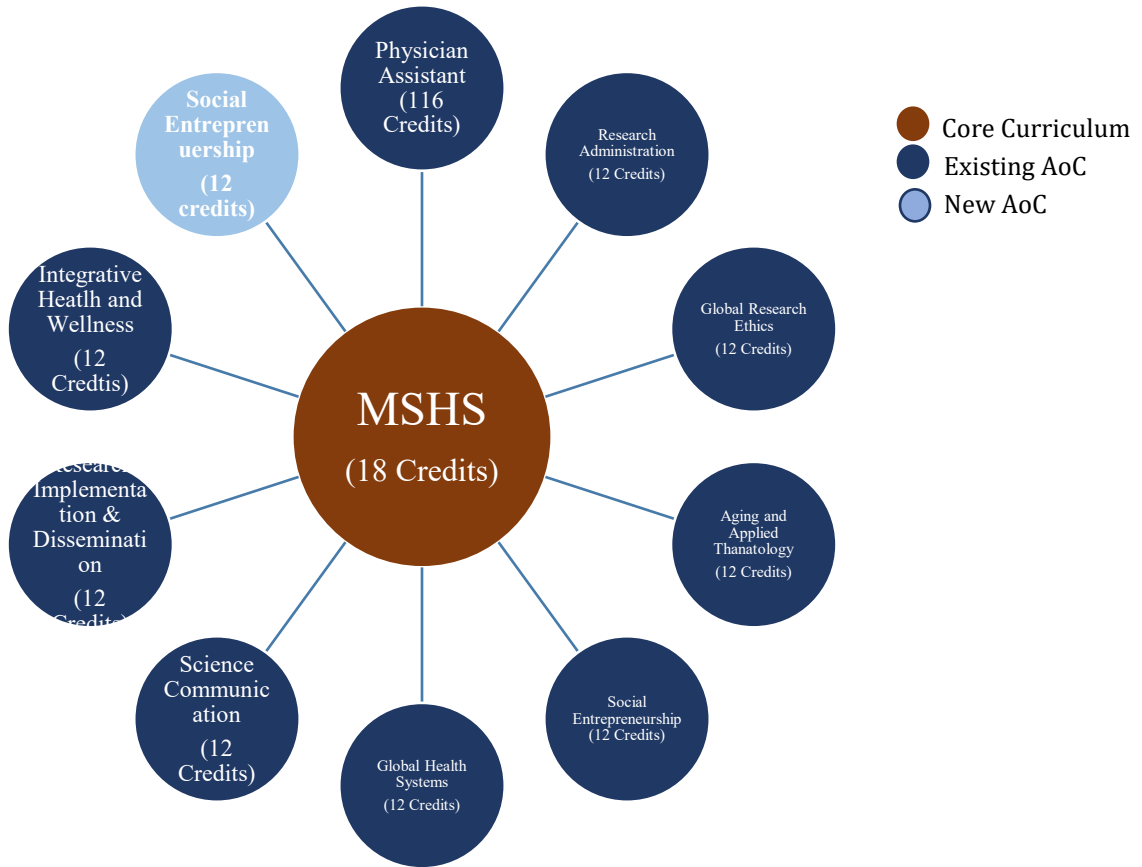 Physician
Assistant
(116
Credits)
Research
Administration
(12 Credits)
Global Research
Ethics
(12 Credits)
Aging and
Applied
Thanatology
(12 Credits)
Social
Entrepreneurship
(12 Credits)
Global Health
Systems
(12 Credits)
Science
Communic
ation
(12
Credits)
Research
Implementa
tion &
Disseminati
on
(12
Credits)
Integrative
Heatlh and
Wellness
(12
Credtis)
Social
Entrepren
uership
(12
credits)
MSHS
(18 Credits)
Core Curriculum
Existing AoC
New AoC